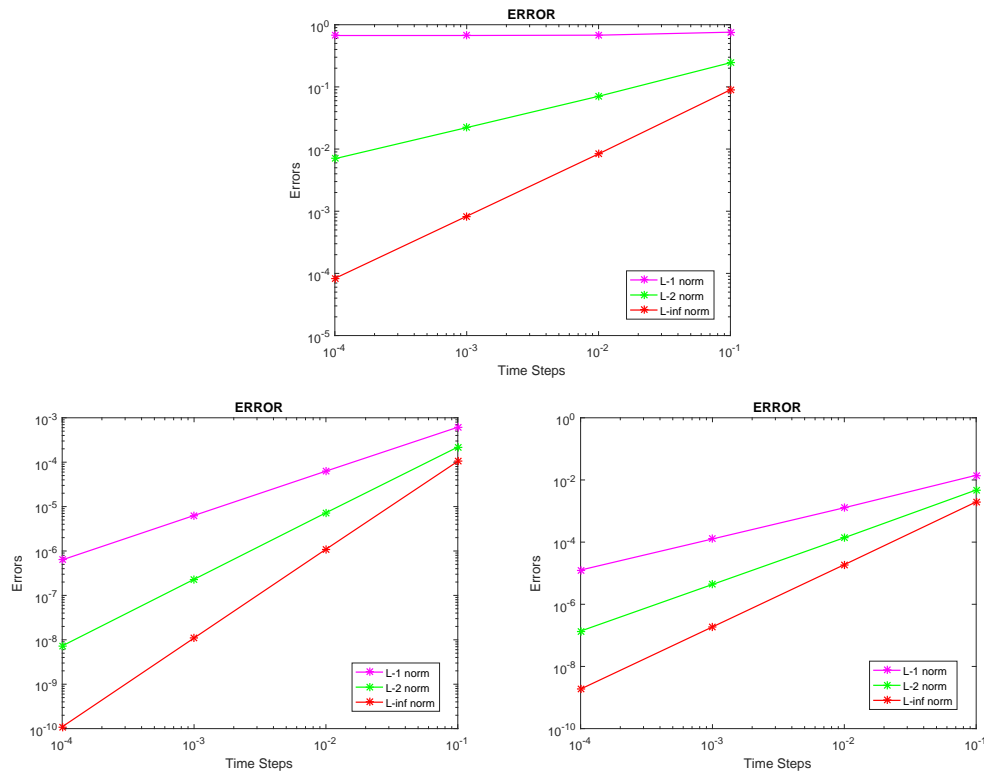 ERROR
10^0
10^-1
10^-2
10^-3
10^-4
10^-5
Errors
10^-4
10^-3
10^-2
10^-1
Time Steps
L-1 norm
L-2 norm
L-inf norm
ERROR
10^-3
10^-4
10^-5
10^-6
10^-7
10^-8
10^-9
10^-10
Errors
10^-4
10^-3
10^-2
10^-1
Time Steps
L-1 norm
L-2 norm
L-inf norm
ERROR
10^0
10^-2
10^-4
10^-6
10^-8
10^-10
Errors
10^-4
10^-3
10^-2
10^-1
Time Steps
L-1 norm
L-2 norm
L-inf norm